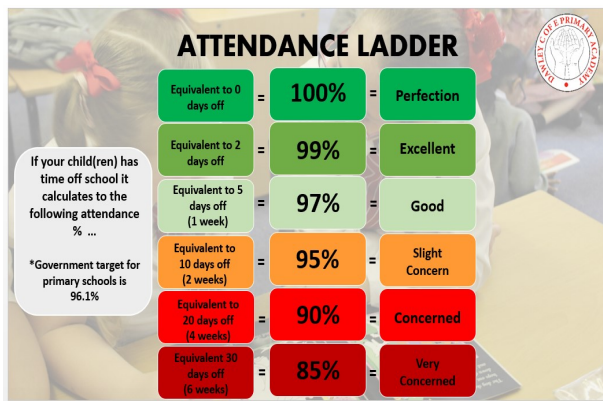 ATTENDANCE LADDER
DAWLEY C OF E PRIMARY ACADEMY
If your child(ren) has
time off school it
calculates to the
following attendance
% ...
*Government target for
primary schools is
96.1%
Equivalent to 0
days off
=
100%
=
Perfection
Equivalent to 2
days off
=
99%
=
Excellent
Equivalent to 5
days off
(1 week)
=
97%
=
Good
Equivalent to
10 days off
(2 weeks)
=
95%
=
Slight
Concern
Equivalent to
20 days off
(4 weeks)
=
90%
=
Concerned
Equivalent 30
days off
(6 weeks)
=
85%
=
Very
Concerned